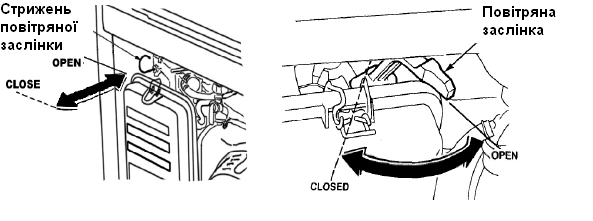 Стрижень
повітряної
заслінки
OPEN
CLOSE
Повітряна
заслінка
OPEN
CLOSED